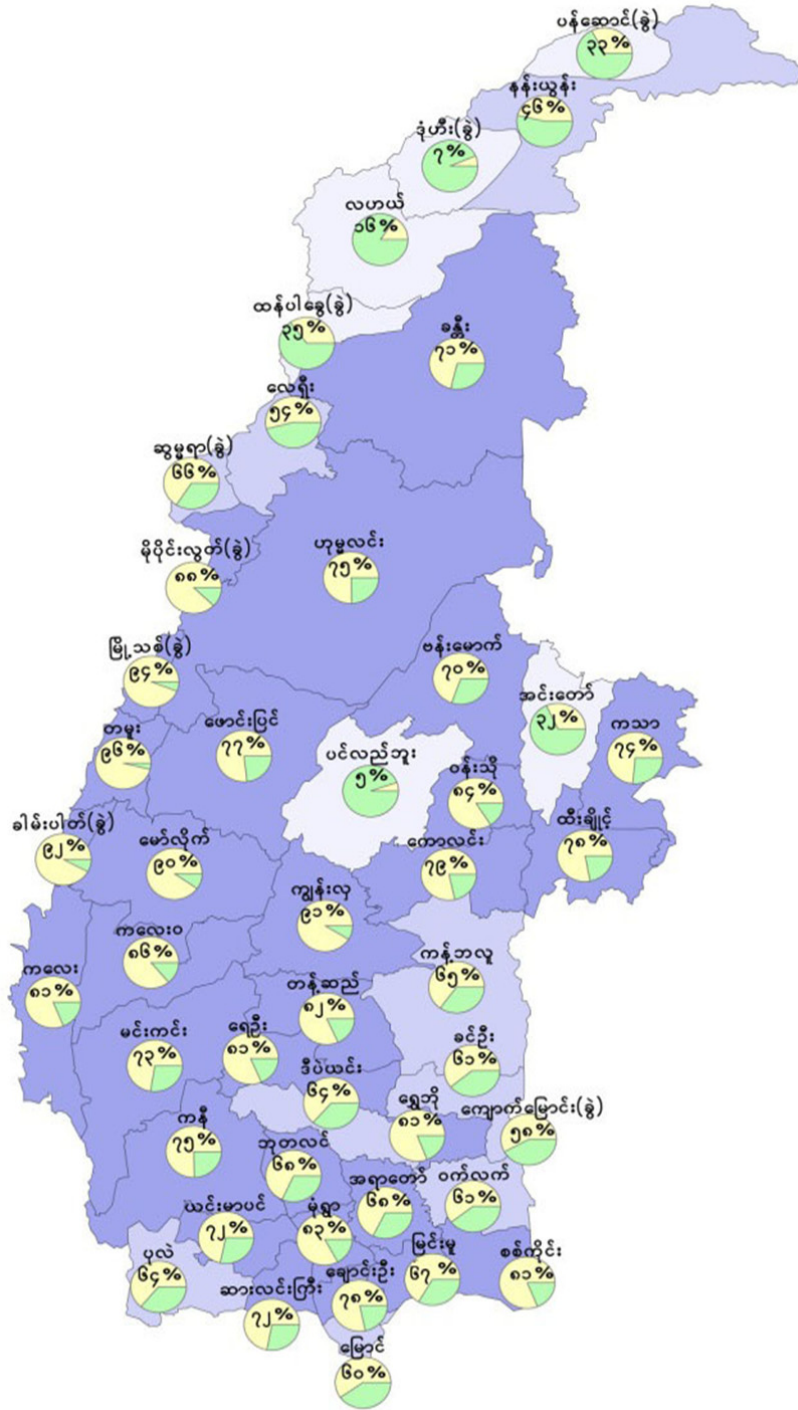 ပန်ဆောင်(ခွဲ)
၃၃%
နန်းယွန်း
၄၆%
ဒုံဟီး(ခွဲ)
၇%
လဟယ်
၁၆%
ထန်ပါခွေ(ခွဲ)
၃၅%
ခန္တီး
၇၁%
လေရှီး
၅၄%
ဆွမ္မရာ(ခွဲ)
၆၆%
မိုပိုင်းလွတ်(ခွဲ)
၈၈%
ဟုမ္မလင်း
၇၅%
မြို့သစ်(ခွဲ)
၉၄%
ဗန်းမောက်
၇၀%
အင်းတော်
၃၂%
ကသာ
၇၄%
တမူး
၉၆%
ဖောင်းပြင်
၇၇%
ပင်လည်ဘူး
၅%
ဝန်းသို
၈၄%
ထီးချိုင့်
၇၈%
ခါမ်းပါတ်(ခွဲ)
၉၂%
မော်လိုက်
၉၀%
ကောလင်း
၇၉%
ကျွန်းလှ
၉၁%
ကလေးဝ
၈၆%
ကန့်ဘလူ
၆၅%
ကလေး
၈၁%
တန့်ဆည်
၈၂%
မင်းကင်း
၇၃%
ရေဦး
၈၁%
ခင်ဦး
၆၁%
ဒီပဲယင်း
၆၄%
ရွှေဘို
၈၁%
ကျောက်မြောင်း(ခွဲ)
၅၈%
ကနီ
၇၅%
ဘုတလင်
၆၈%
အရာတော်
၆၈%
ဝက်လက်
၆၁%
ယင်းမာပင်
၇၂%
မုံရွာ
၈၃%
မြင်းမူ
၆၇%
စစ်ကိုင်း
၈၁%
ပုလဲ
၆၄%
ဆားလင်းကြီး
၇၂%
ချောင်းဦး
၇၈%
မြောင်
၆၀%